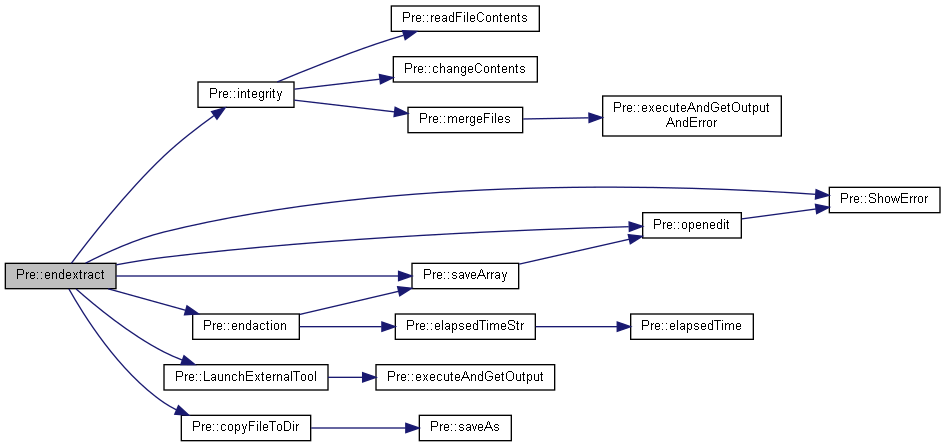 Pre::readFileContents
Pre::changeContents
Pre::integrity
Pre::mergeFiles
Pre::executeAndGetOutput
AndError
Pre::ShowError
Pre::openedit
Pre::endextract
Pre::saveArray
Pre::endaction
Pre::elapsedTimeStr
Pre::elapsedTime
Pre::LaunchExternalTool
Pre::executeAndGetOutput
Pre::copyFileToDir
Pre::saveAs